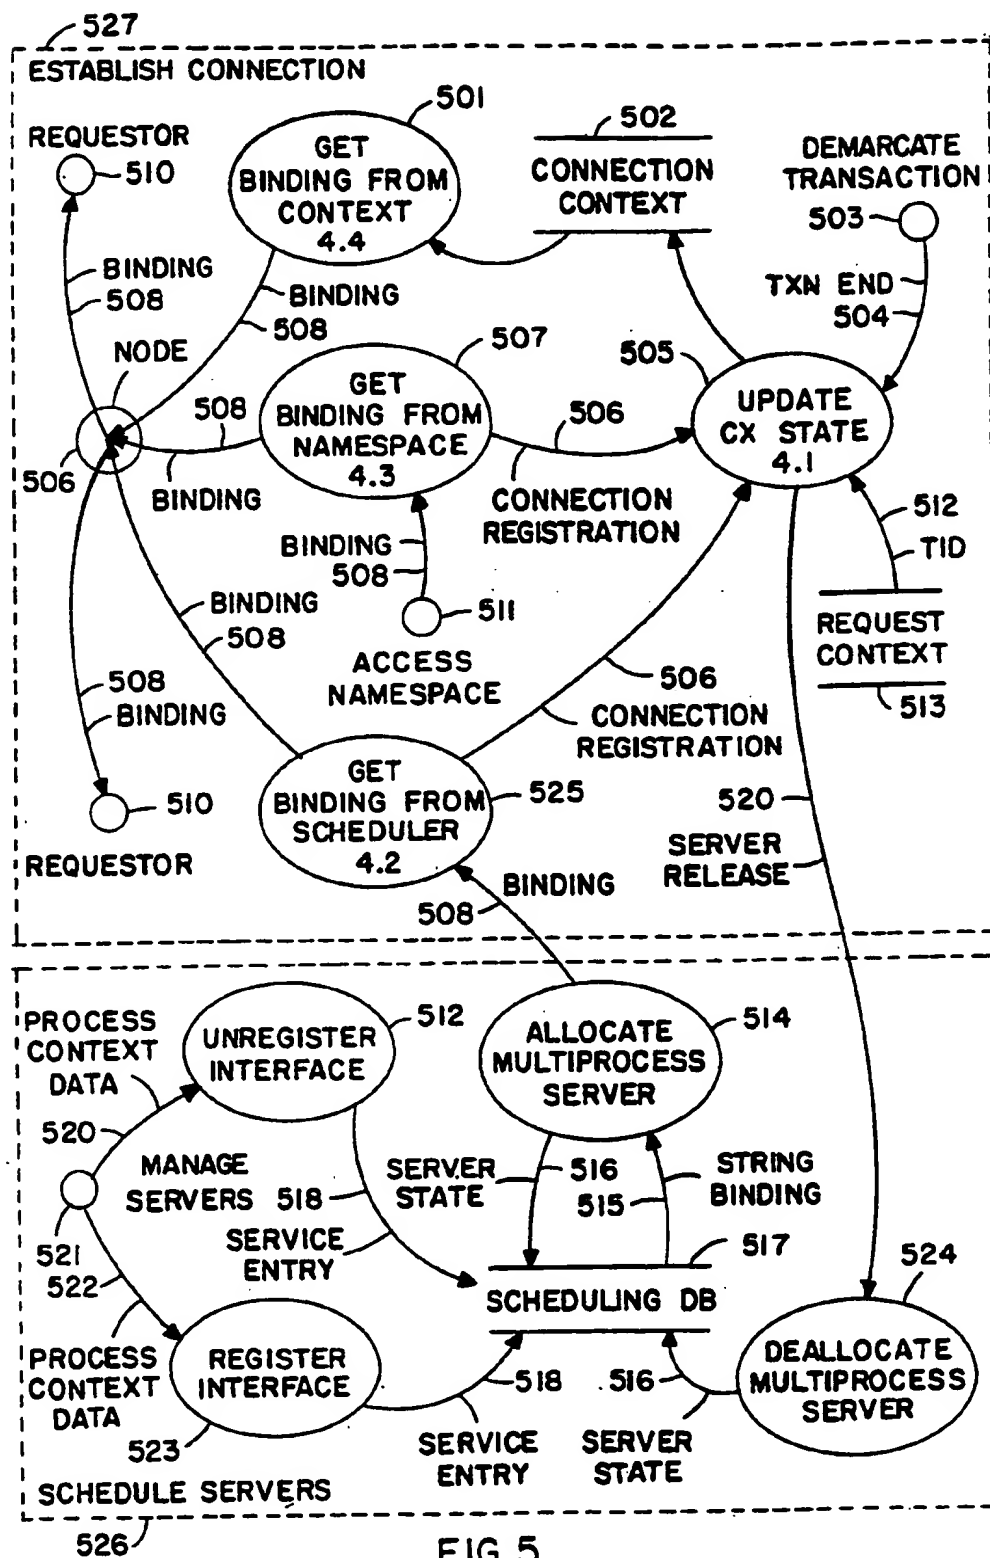 527
ESTABLISH CONNECTION
REQUESTOR
510
501
GET
BINDING FROM
CONTEXT
4.4
502
CONNECTION
CONTEXT
DEMARCATE
TRANSACTION
503
BINDING
508
BINDING
508
TXN END
504
NODE
506
508
BINDING
507
GET
BINDING FROM
NAMESPACE
4.3
506
CONNECTION
REGISTRATION
505
UPDATE
CX STATE
4.1
512
TID
BINDING
508
511
ACCESS
NAMESPACE
REQUEST
CONTEXT
513
BINDING
508
506
CONNECTION
REGISTRATION
508
BINDING
510
REQUESTOR
GET
BINDING FROM
SCHEDULER
4.2
525
520
SERVER
RELEASE
BINDING
508
PROCESS
CONTEXT
DATA
520
UNREGISTER
INTERFACE
512
ALLOCATE
MULTIPROCESS
SERVER
514
MANAGE
SERVERS
518
SERVICE
ENTRY
SERVER
STATE
516
515
STRING
BINDING
521
522
517
SCHEDULING DB
524
PROCESS
CONTEXT
DATA
REGISTER
INTERFACE
523
518
SERVICE
ENTRY
516
SERVER
STATE
DEALLOCATE
MULTIPROCESS
SERVER
SCHEDULE SERVERS
526
FIG 5